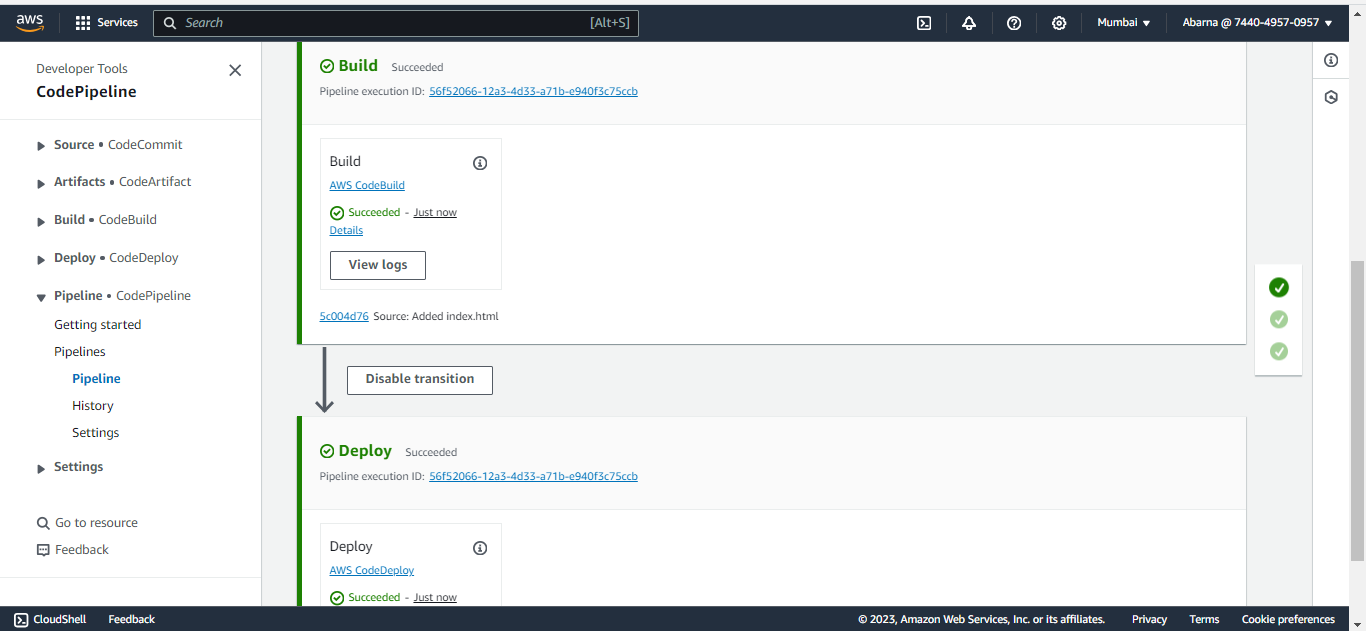 aws
Services
Search
[Alt+S]
Mumbai
Abarna @ 7440-4957-0957
Developer Tools
CodePipeline
Source • CodeCommit
Artifacts • CodeArtifact
Build • CodeBuild
Deploy • CodeDeploy
Pipeline • CodePipeline
Getting started
Pipelines
Pipeline
History
Settings
Settings
Go to resource
Feedback
Build Succeeded
Pipeline execution ID: 56f52066-12a3-4d33-a71b-e940f3c75ccb
Build
AWS CodeBuild
Succeeded - Just now
Details
View logs
5c004d76 Source: Added index.html
Disable transition
Deploy Succeeded
Pipeline execution ID: 56f52066-12a3-4d33-a71b-e940f3c75ccb
Deploy
AWS CodeDeploy
Succeeded - Just now
CloudShell
Feedback
© 2023, Amazon Web Services, Inc. or its affiliates.
Privacy
Terms
Cookie preferences